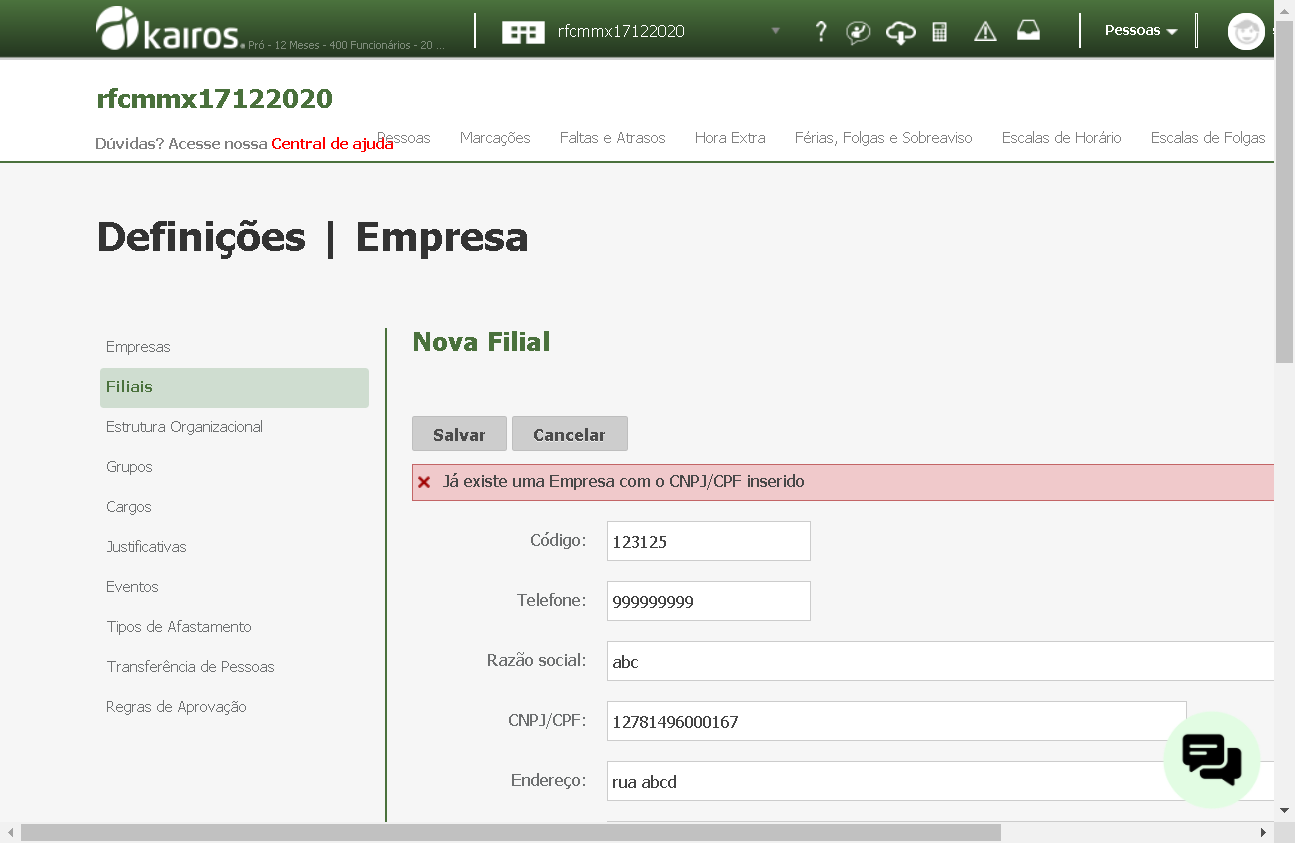 kairos. Pró - 12 Meses - 400 Funcionários - 20 ... rfcmmx17122020 ? Pessoas
rfcmmx17122020
Dúvidas? Acesse nossa Central de ajuda
Pessoas Marcações Faltas e Atrasos Hora Extra Férias, Folgas e Sobreaviso Escalas de Horário Escalas de Folgas
Definições | Empresa
Empresas
Filiais
Estrutura Organizacional
Grupos
Cargos
Justificativas
Eventos
Tipos de Afastamento
Transferência de Pessoas
Regras de Aprovação
Nova Filial
Salvar Cancelar
Já existe uma Empresa com o CNPJ/CPF inserido
Código: 123125
Telefone: 999999999
Razão social: abc
CNPJ/CPF: 12781496000167
Endereço: rua abcd